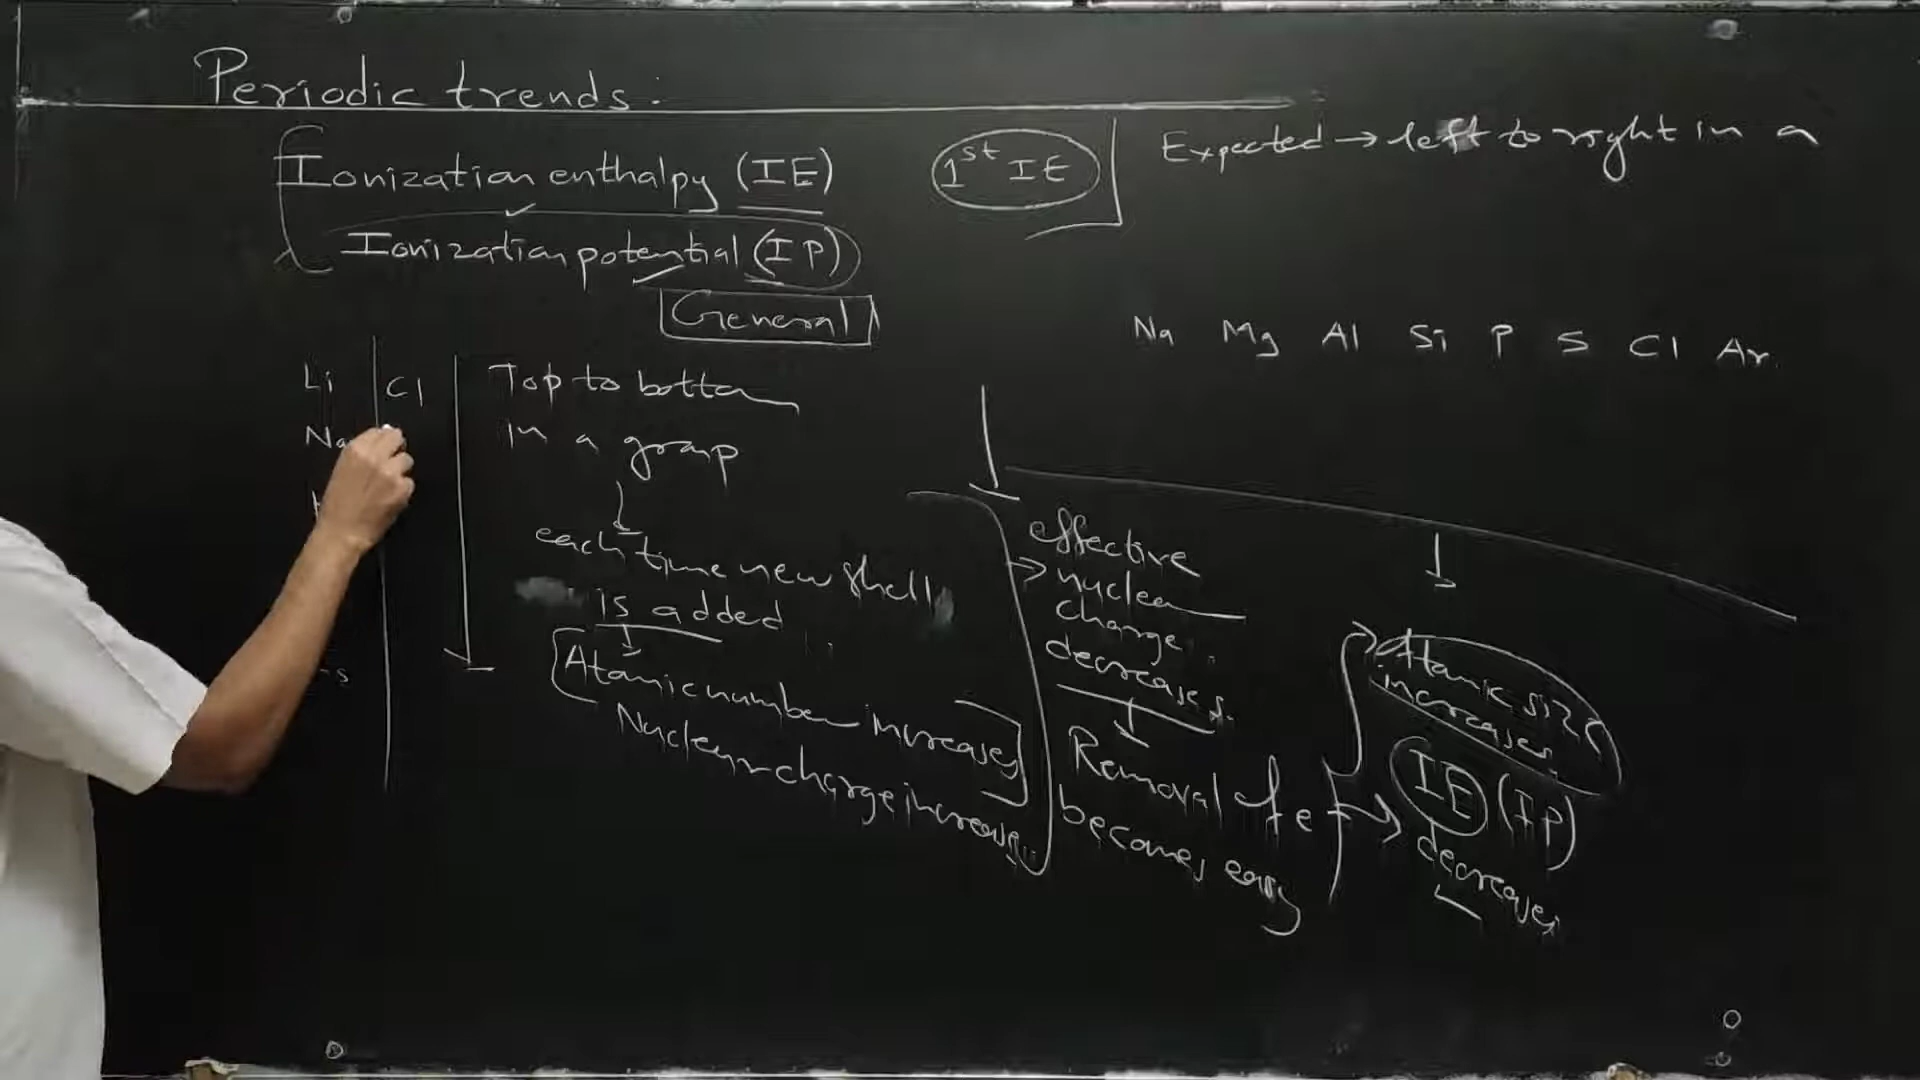 Periodic trends:
Ionization enthalpy (IE)
1st IE
Expected → left to right in a
Ionization potential (IP)
General
Na Mg Al Si P S Cl Ar
Li Cl
Na
Top to bottom
in a group
↓
each time new shell
is added
↓
Atomic number increases
Nuclear charge increases
effective
→ nuclear
charge
decreases.
↓
Removal of e
becomes easy
→ Atomic size
increases
→ IE (IP)
decreases